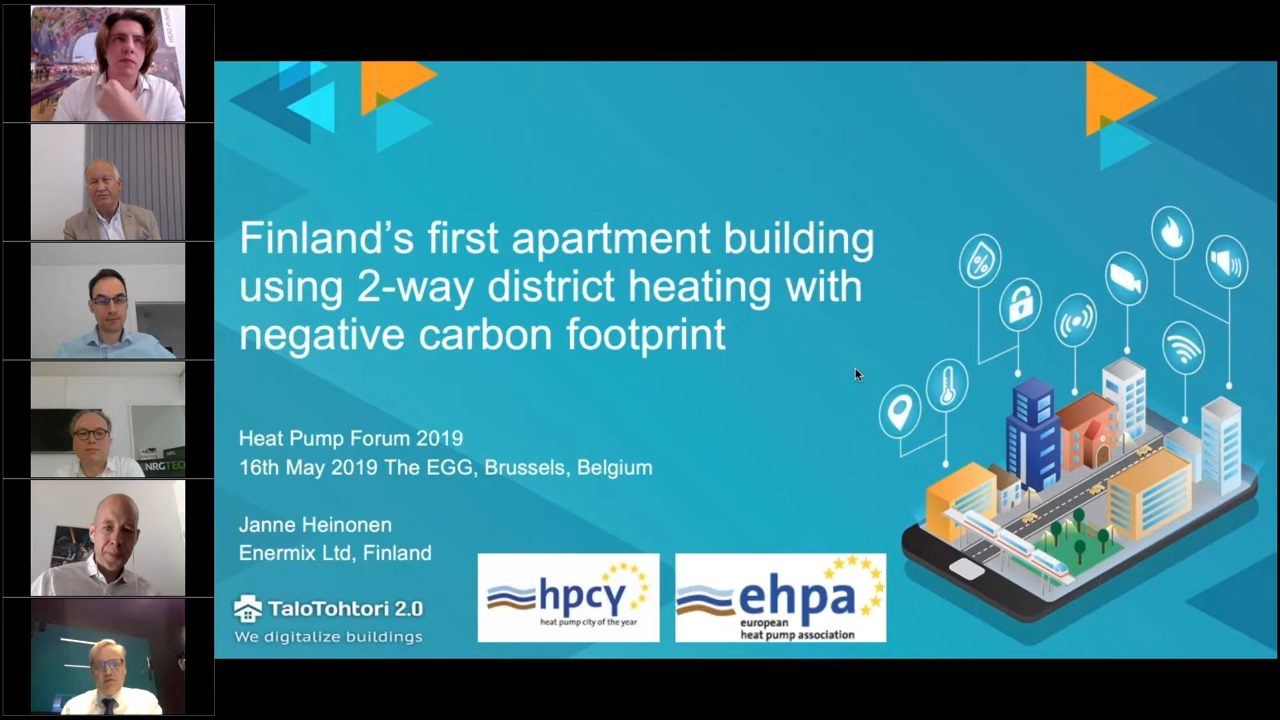 HEAT PUMPS
NRGTEQ
Finland's first apartment building
using 2-way district heating with
negative carbon footprint
Heat Pump Forum 2019
16th May 2019 The EGG, Brussels, Belgium
Janne Heinonen
Enermix Ltd, Finland
TaloTohtori 2.0
We digitalize buildings
hpcy
heat pump city of the year
ehpa
european
heat pump association
%